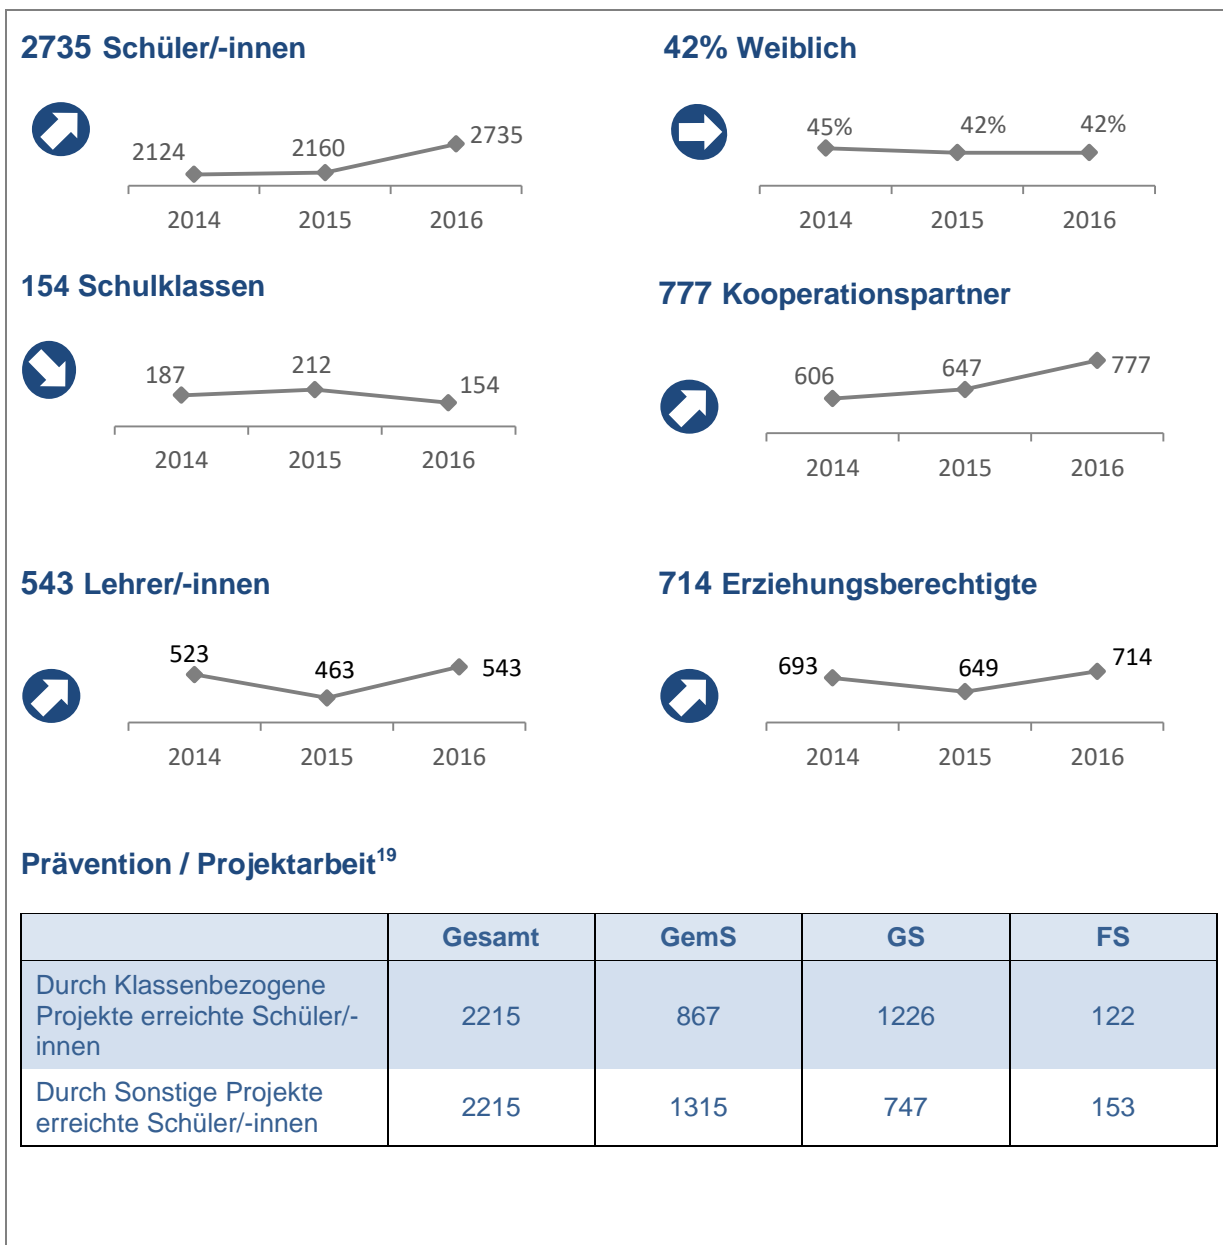 2735 Schüler/-innen
2124 2160 2735
2014 2015 2016
42% Weiblich
45% 42% 42%
2014 2015 2016
154 Schulklassen
187 212 154
2014 2015 2016
777 Kooperationspartner
606 647 777
2014 2015 2016
543 Lehrer/-innen
523 463 543
2014 2015 2016
714 Erziehungsberechtigte
693 649 714
2014 2015 2016
Prävention / Projektarbeit19
Gesamt GemS GS FS
Durch Klassenbezogene
Projekte erreichte Schüler/-
innen
2215 867 1226 122
Durch Sonstige Projekte
erreichte Schüler/-innen
2215 1315 747 153